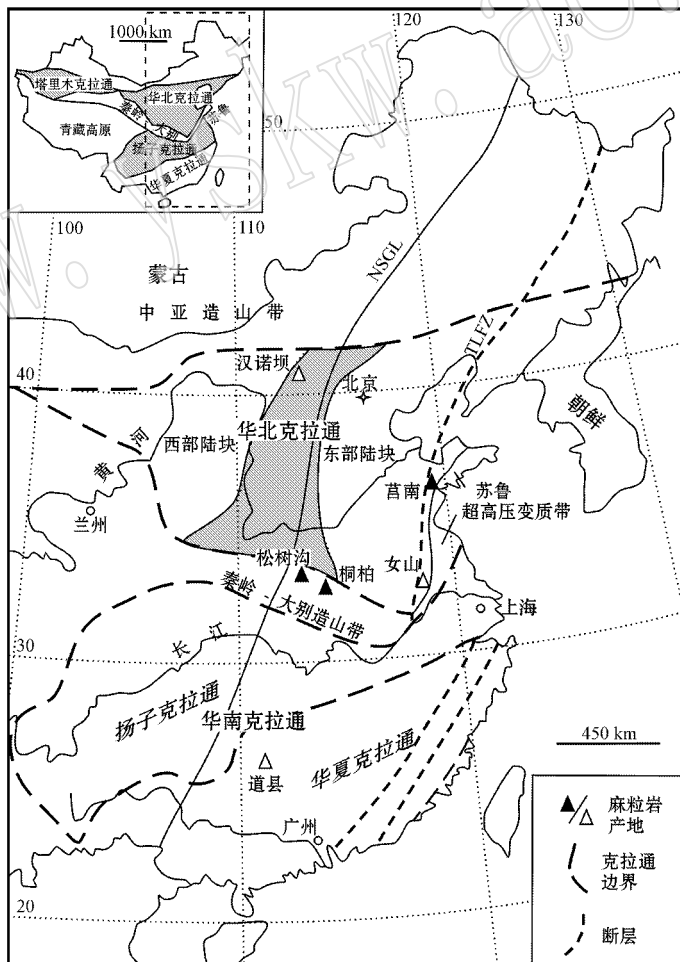 120
130
1000 km
塔里木克拉通
华北克拉通
秦岭
大别
苏鲁
青藏高原
扬子克拉通
华夏克拉通
50
100
110
NSGL
蒙古
中亚造山带
TLFZ
汉诺坝
40
北京
朝鲜
华北克拉通
西部陆块
东部陆块
黄河
莒南
苏鲁
超高压变质带
兰州
松树沟
桐柏
女山
秦岭
大别造山带
上海
长江
30
扬子克拉通
华南克拉通
450 km
华夏克拉通
道县
麻粒岩
产地
广州
克拉通
边界
20
断层